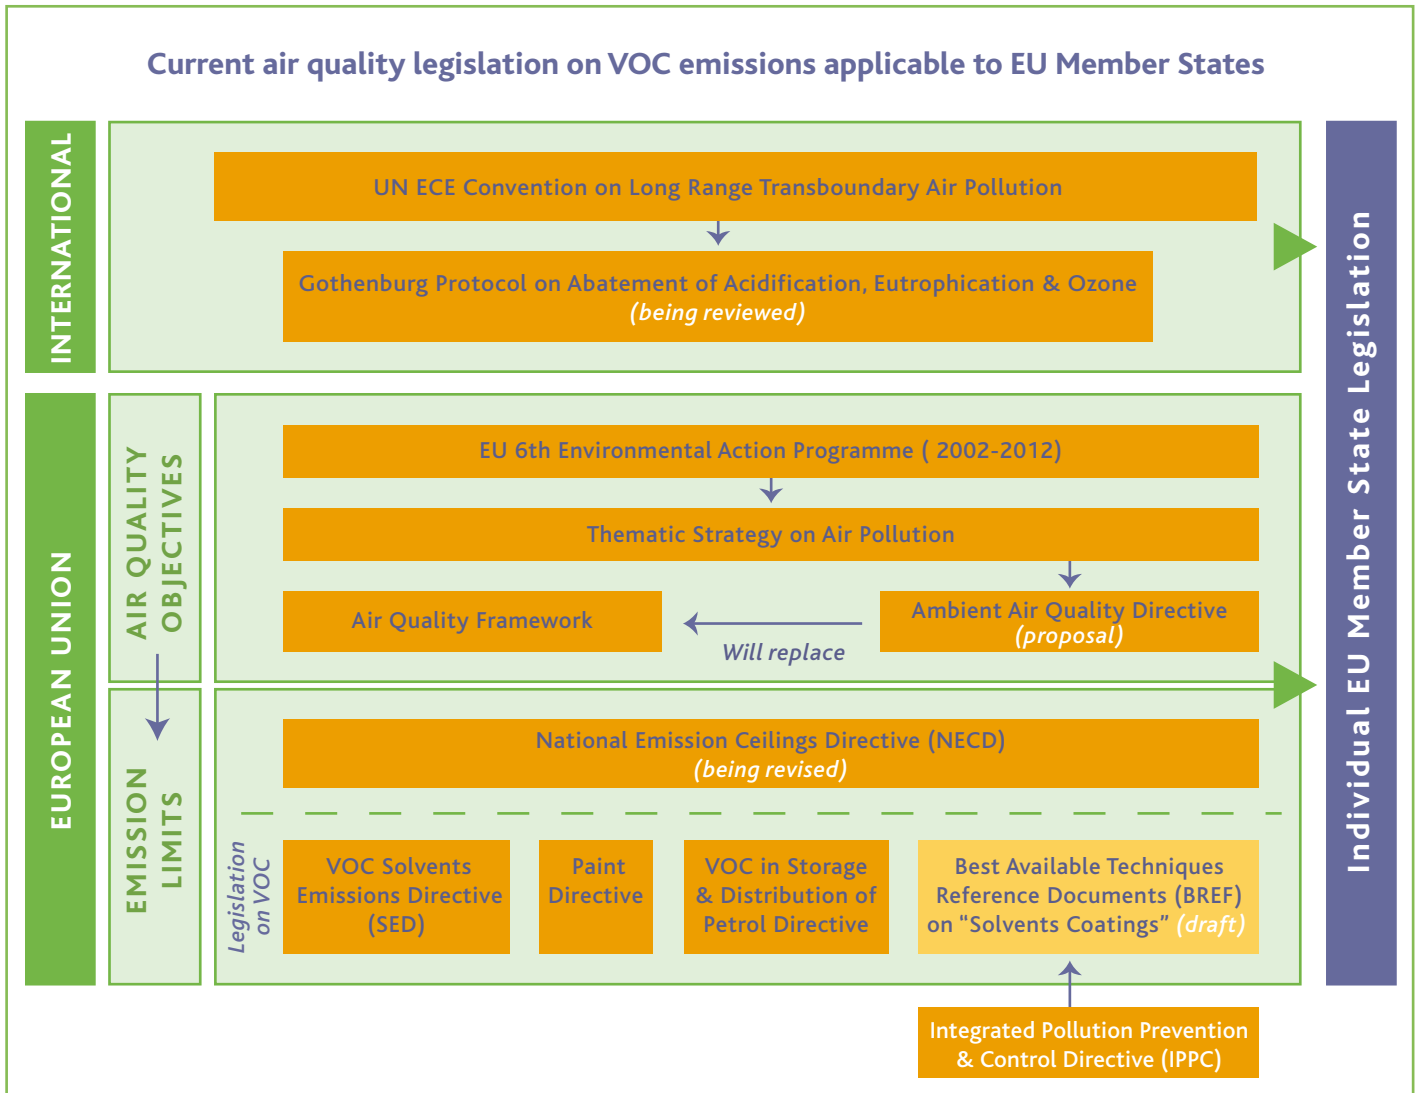 Current air quality legislation on VOC emissions applicable to EU Member States
INTERNATIONAL
UN ECE Convention on Long Range Transboundary Air Pollution
Gothenburg Protocol on Abatement of Acidification, Eutrophication & Ozone
(being reviewed)
Individual EU Member State Legislation
EUROPEAN UNION
AIR QUALITY
OBJECTIVES
EU 6th Environmental Action Programme ( 2002-2012)
Thematic Strategy on Air Pollution
Air Quality Framework
Will replace
Ambient Air Quality Directive
(proposal)
EMISSION
LIMITS
National Emission Ceilings Directive (NECD)
(being revised)
Legislation
on VOC
VOC Solvents
Emissions Directive
(SED)
Paint
Directive
VOC in Storage
& Distribution of
Petrol Directive
Best Available Techniques
Reference Documents (BREF)
on “Solvents Coatings” (draft)
Integrated Pollution Prevention
& Control Directive (IPPC)